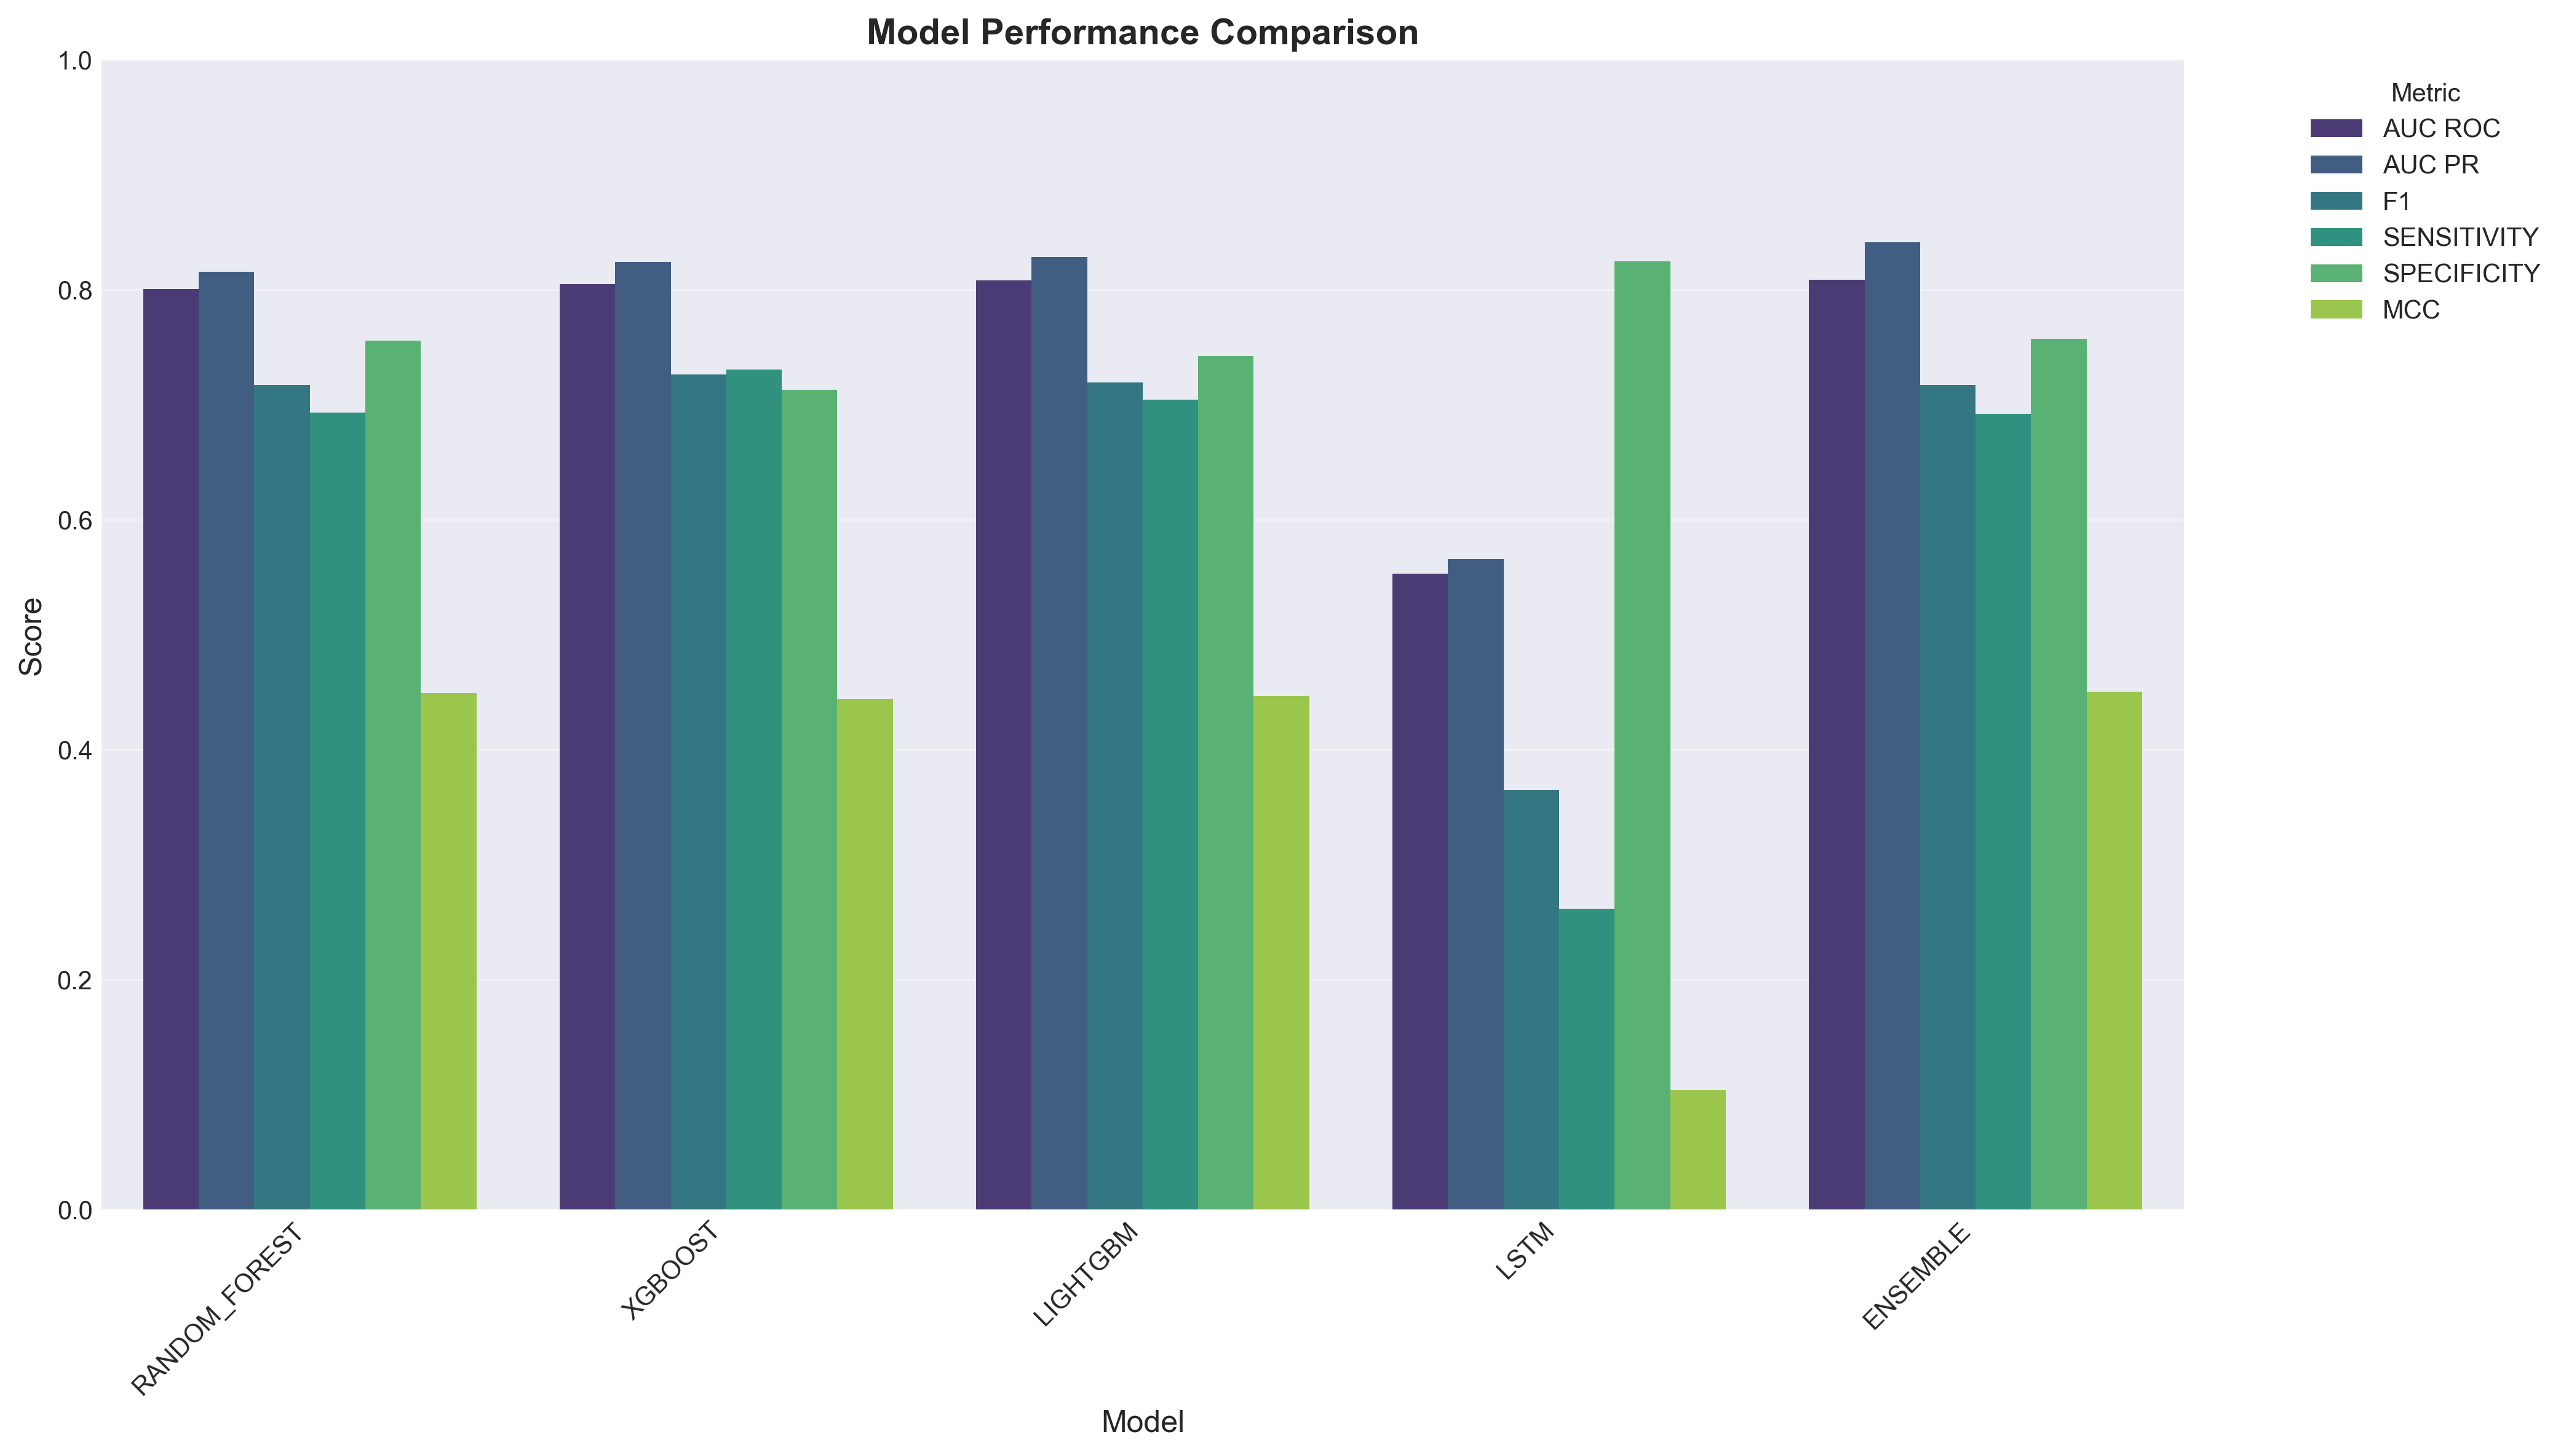 Model Performance Comparison
Score
1.0
0.8
0.6
0.4
0.2
0.0
RANDOM_FOREST
XGBOOST
LIGHTGBM
LSTM
ENSEMBLE
Model
Metric
AUC ROC
AUC PR
F1
SENSITIVITY
SPECIFICITY
MCC